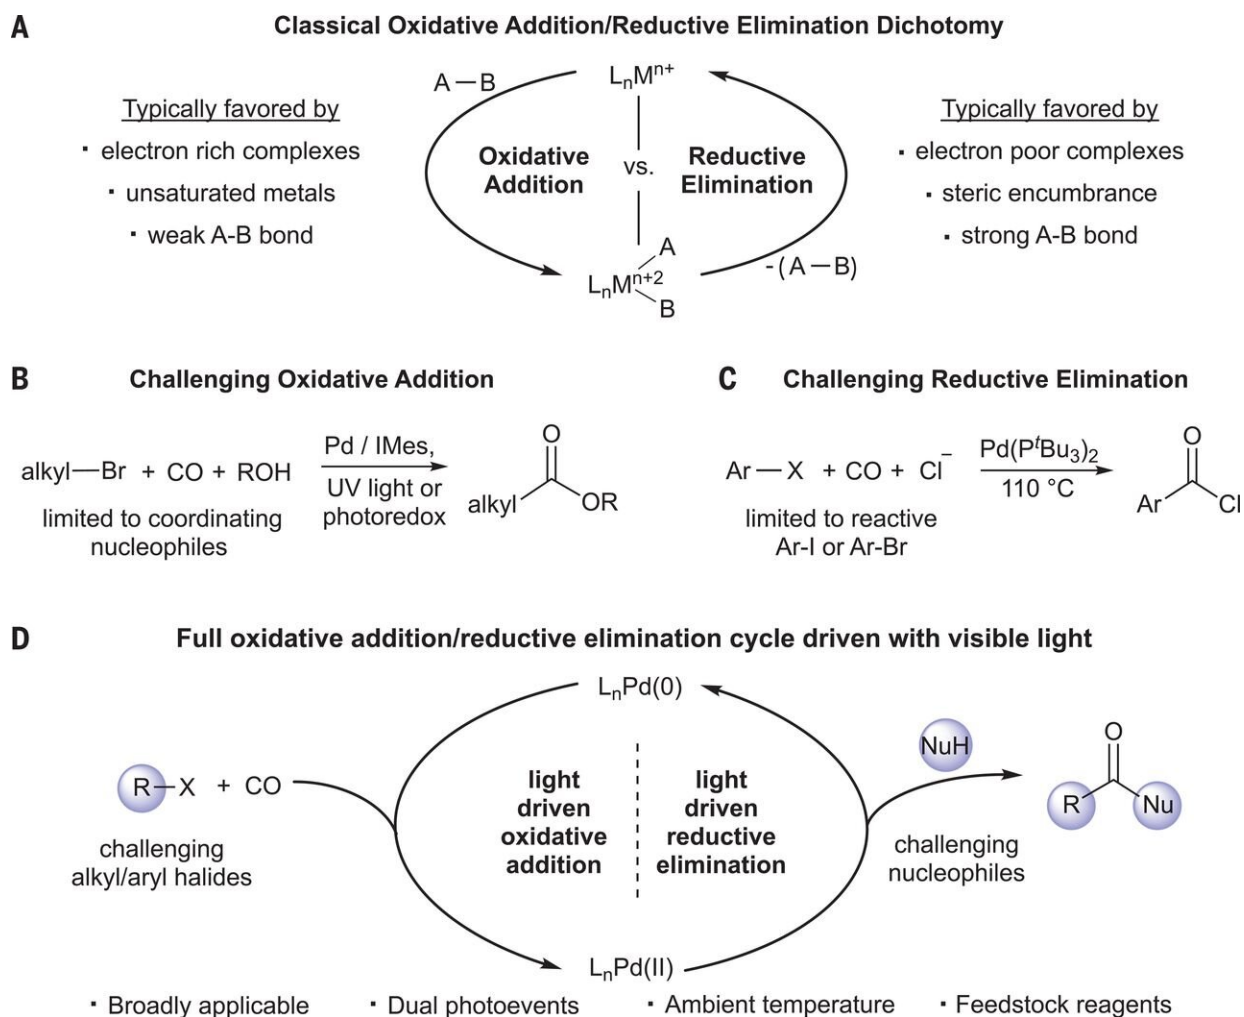 A
Classical Oxidative Addition/Reductive Elimination Dichotomy
A — B
LₙMⁿ⁺
Typically favored by
▪ electron rich complexes
▪ unsaturated metals
▪ weak A-B bond
Oxidative
Addition
vs.
Reductive
Elimination
Typically favored by
▪ electron poor complexes
▪ steric encumbrance
▪ strong A-B bond
A
LₙMⁿ⁺²
B
-(A — B)
B
Challenging Oxidative Addition
alkyl—Br + CO + ROH
limited to coordinating
nucleophiles
Pd / IMes,
UV light or
photoredox
O
alkyl
OR
C
Challenging Reductive Elimination
Ar — X + CO + Cl⁻
limited to reactive
Ar-I or Ar-Br
Pd(PᵗBu₃)₂
110 °C
O
Ar
Cl
D
Full oxidative addition/reductive elimination cycle driven with visible light
LₙPd(0)
R—X + CO
challenging
alkyl/aryl halides
light
driven
oxidative
addition
light
driven
reductive
elimination
NuH
challenging
nucleophiles
O
R
Nu
LₙPd(II)
▪ Broadly applicable
▪ Dual photoevents
▪ Ambient temperature
▪ Feedstock reagents